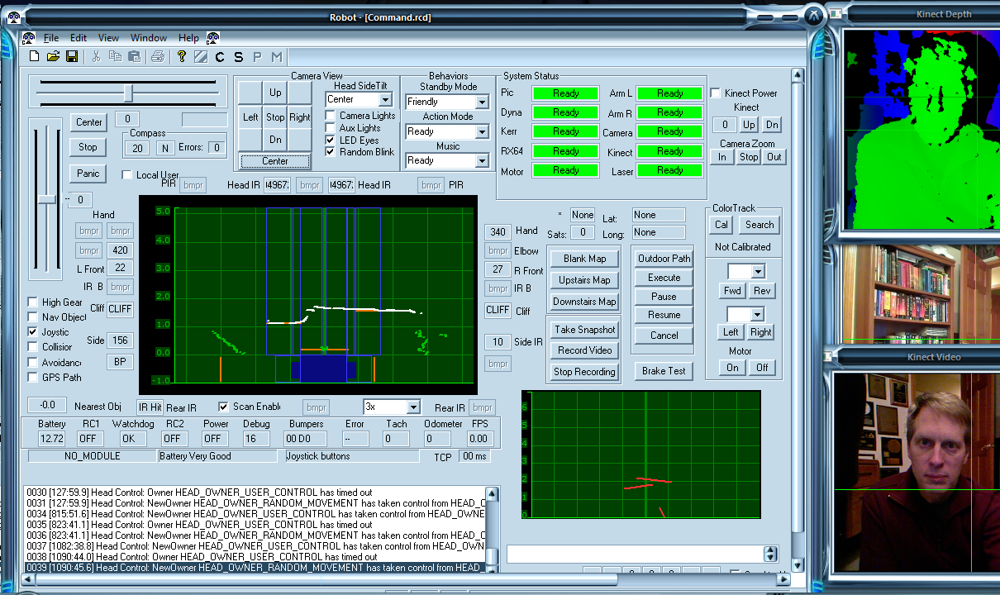 Robot - [Command.rcd]
Kinect Depth
File Edit View Window Help
C S P M
Camera View
Up
Left Stop Right
Dn
Center
Head SideTilt
Center
Camera Lights
Aux Lights
LED Eyes
Random Blink
Behaviors
Standby Mode
Friendly
Action Mode
Ready
Music
Ready
System Status
Pic Ready Arm L Ready
Dyna Ready Arm R Ready
Kerr Ready Camera Ready
RX64 Ready Kinect Ready
Motor Ready Laser Ready
Kinect Power
Kinect
0 Up Dn
Camera Zoom
In Stop Out
Center 0
Stop
Panic
Compass
20 N Errors: 0
Local User
PIR bmpr Head IR 14967. bmpr 14967. Head IR bmpr PIR
-- 0
Hand
bmpr bmpr
bmpr 420
L Front 22
IR B bmpr
Cliff CLIFF
Side 156
BP
High Gear
Nav Object
Joystic
Collisior
Avoidanc
GPS Path
5.0
4.0
3.0
2.0
1.0
0.0
-1.0
340 Hand
bmpr Elbow
27 R Front
bmpr IR B
CLIFF Cliff
10 Side IR
bmpr
* None Lat: None
Sats: 0 Long: None
Blank Map
Upstairs Map
Downstairs Map
Take Snapshot
Record Video
Stop Recording
Outdoor Path
Execute
Pause
Resume
Cancel
Brake Test
ColorTrack
Cal Search
Not Calibrated
Fwd Rev
Left Right
Motor
On Off
Kinect Video
-0.0 Nearest Obj IR Hit Rear IR Scan Enabl bmpr 3x Rear IR bmpr
Battery RC1 Watchdog RC2 Power Debug Bumpers Error Tach Odometer FPS
12.72 OFF OK OFF OFF 16 00 D0 -- 0 0 0.00
NO_MODULE Battery Very Good Joystick buttons TCP 00 ms
6
5
4
3
2
1
0
0030 [127:59.9] Head Control: Owner HEAD_OWNER_USER_CONTROL has timed out
0031 [127:59.9] Head Control: NewOwner HEAD_OWNER_RANDOM_MOVEMENT has taken control from HEAD_O
0034 [815:51.9] Head Control: NewOwner HEAD_OWNER_USER_CONTROL has taken control from HEAD_OWNE
0035 [823:41.1] Head Control: Owner HEAD_OWNER_USER_CONTROL has timed out
0036 [823:41.1] Head Control: NewOwner HEAD_OWNER_RANDOM_MOVEMENT has taken control from HEAD_O
0037 [1082:38.8] Head Control: NewOwner HEAD_OWNER_USER_CONTROL has taken control from HEAD_OWN
0038 [1090:44.0] Head Control: Owner HEAD_OWNER_USER_CONTROL has timed out
0039 [1090:45.6] Head Control: NewOwner HEAD_OWNER_RANDOM_MOVEMENT has taken control from HEAD_